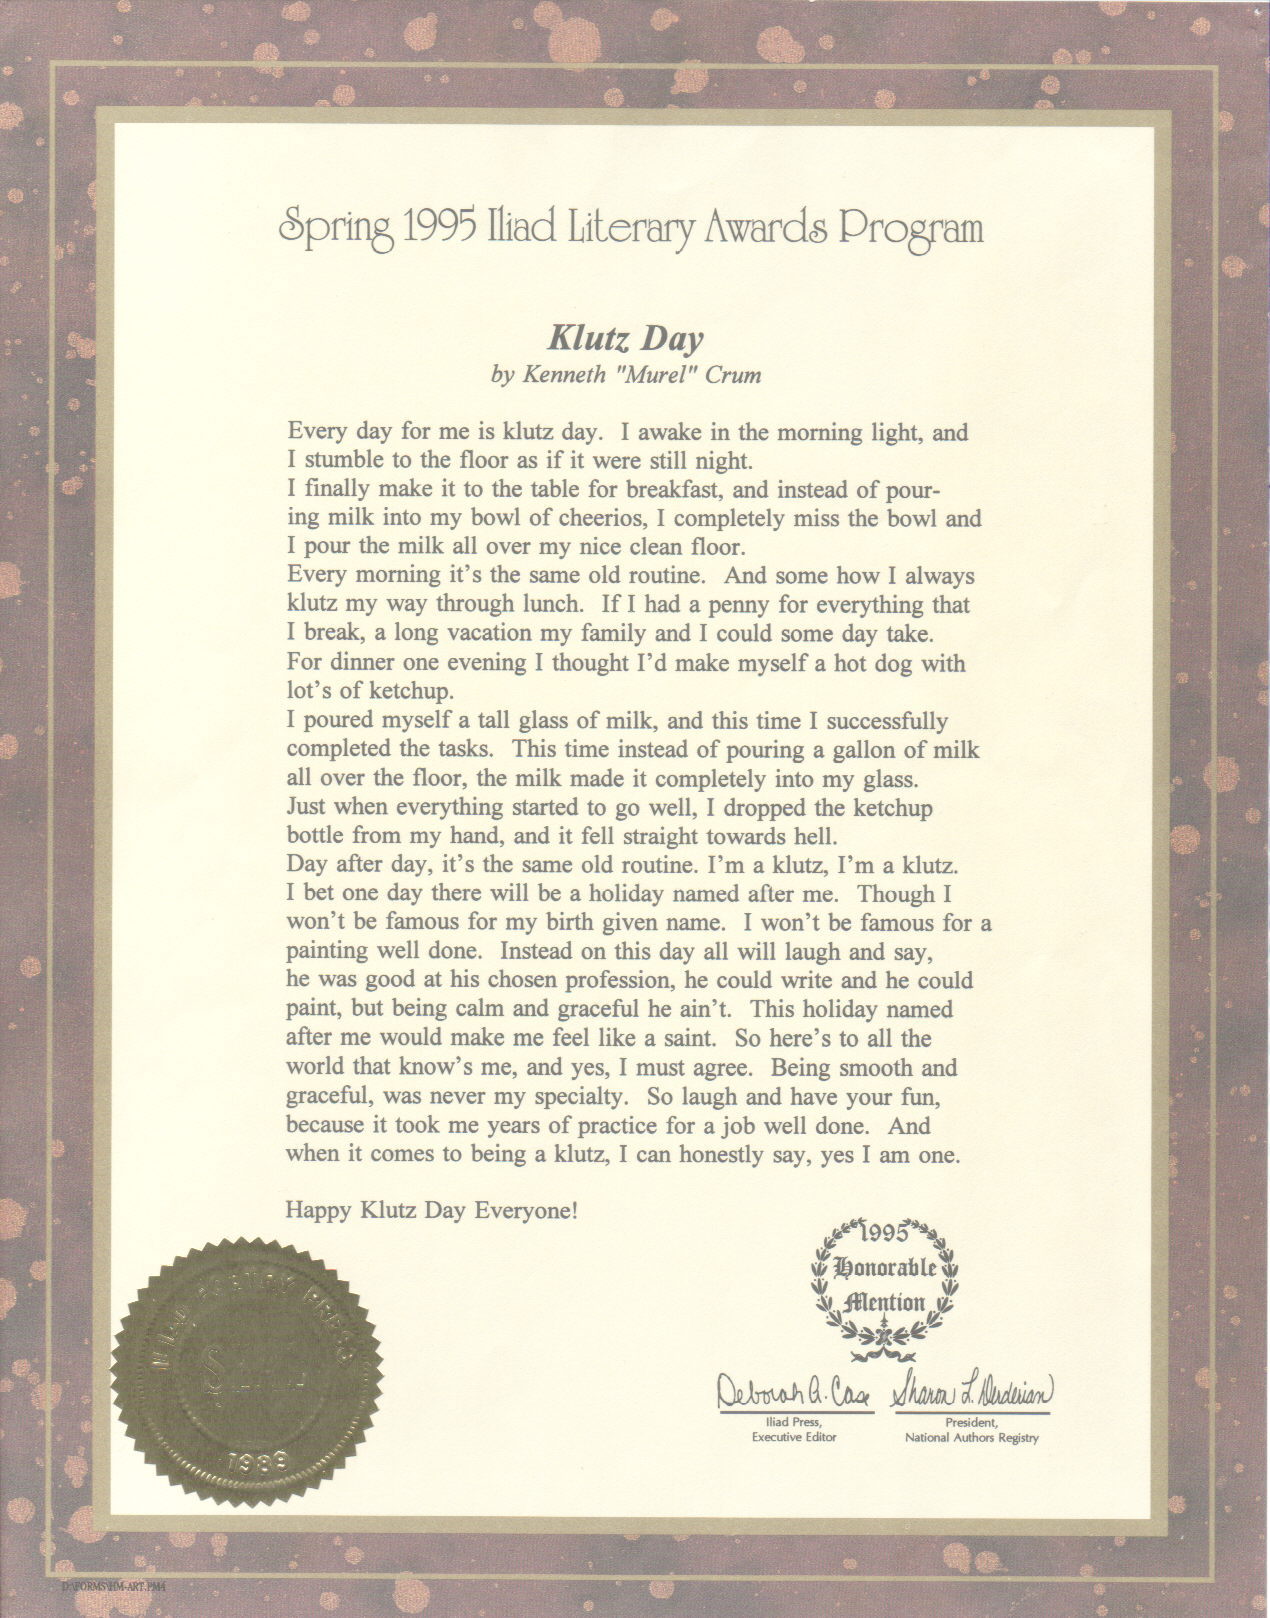 Spring 1995 Iliad Literary Awards Program
Klutz Day
by Kenneth "Murel" Crum
Every day for me is klutz day.  I awake in the morning light, and
I stumble to the floor as if it were still night.
I finally make it to the table for breakfast, and instead of pour-
ing milk into my bowl of cheerios, I completely miss the bowl and
I pour the milk all over my nice clean floor.
Every morning it's the same old routine.  And some how I always
klutz my way through lunch.  If I had a penny for everything that
I break, a long vacation my family and I could some day take.
For dinner one evening I thought I'd make myself a hot dog with
lot's of ketchup.
I poured myself a tall glass of milk, and this time I successfully
completed the tasks.  This time instead of pouring a gallon of milk
all over the floor, the milk made it completely into my glass.
Just when everything started to go well, I dropped the ketchup
bottle from my hand, and it fell straight towards hell.
Day after day, it's the same old routine. I'm a klutz, I'm a klutz.
I bet one day there will be a holiday named after me.  Though I
won't be famous for my birth given name.  I won't be famous for a
painting well done.  Instead on this day all will laugh and say,
he was good at his chosen profession, he could write and he could
paint, but being calm and graceful he ain't.  This holiday named
after me would make me feel like a saint.  So here's to all the
world that know's me, and yes, I must agree.  Being smooth and
graceful, was never my specialty.  So laugh and have your fun,
because it took me years of practice for a job well done.  And
when it comes to being a klutz, I can honestly say, yes I am one.
Happy Klutz Day Everyone!
1995
Honorable
Mention
PRESS
1989
Deborah A. Case
Sharon L. Derderian
Iliad Press,
Executive Editor
President,
National Authors Registry
D:\FORMS\HM-ART.PM4